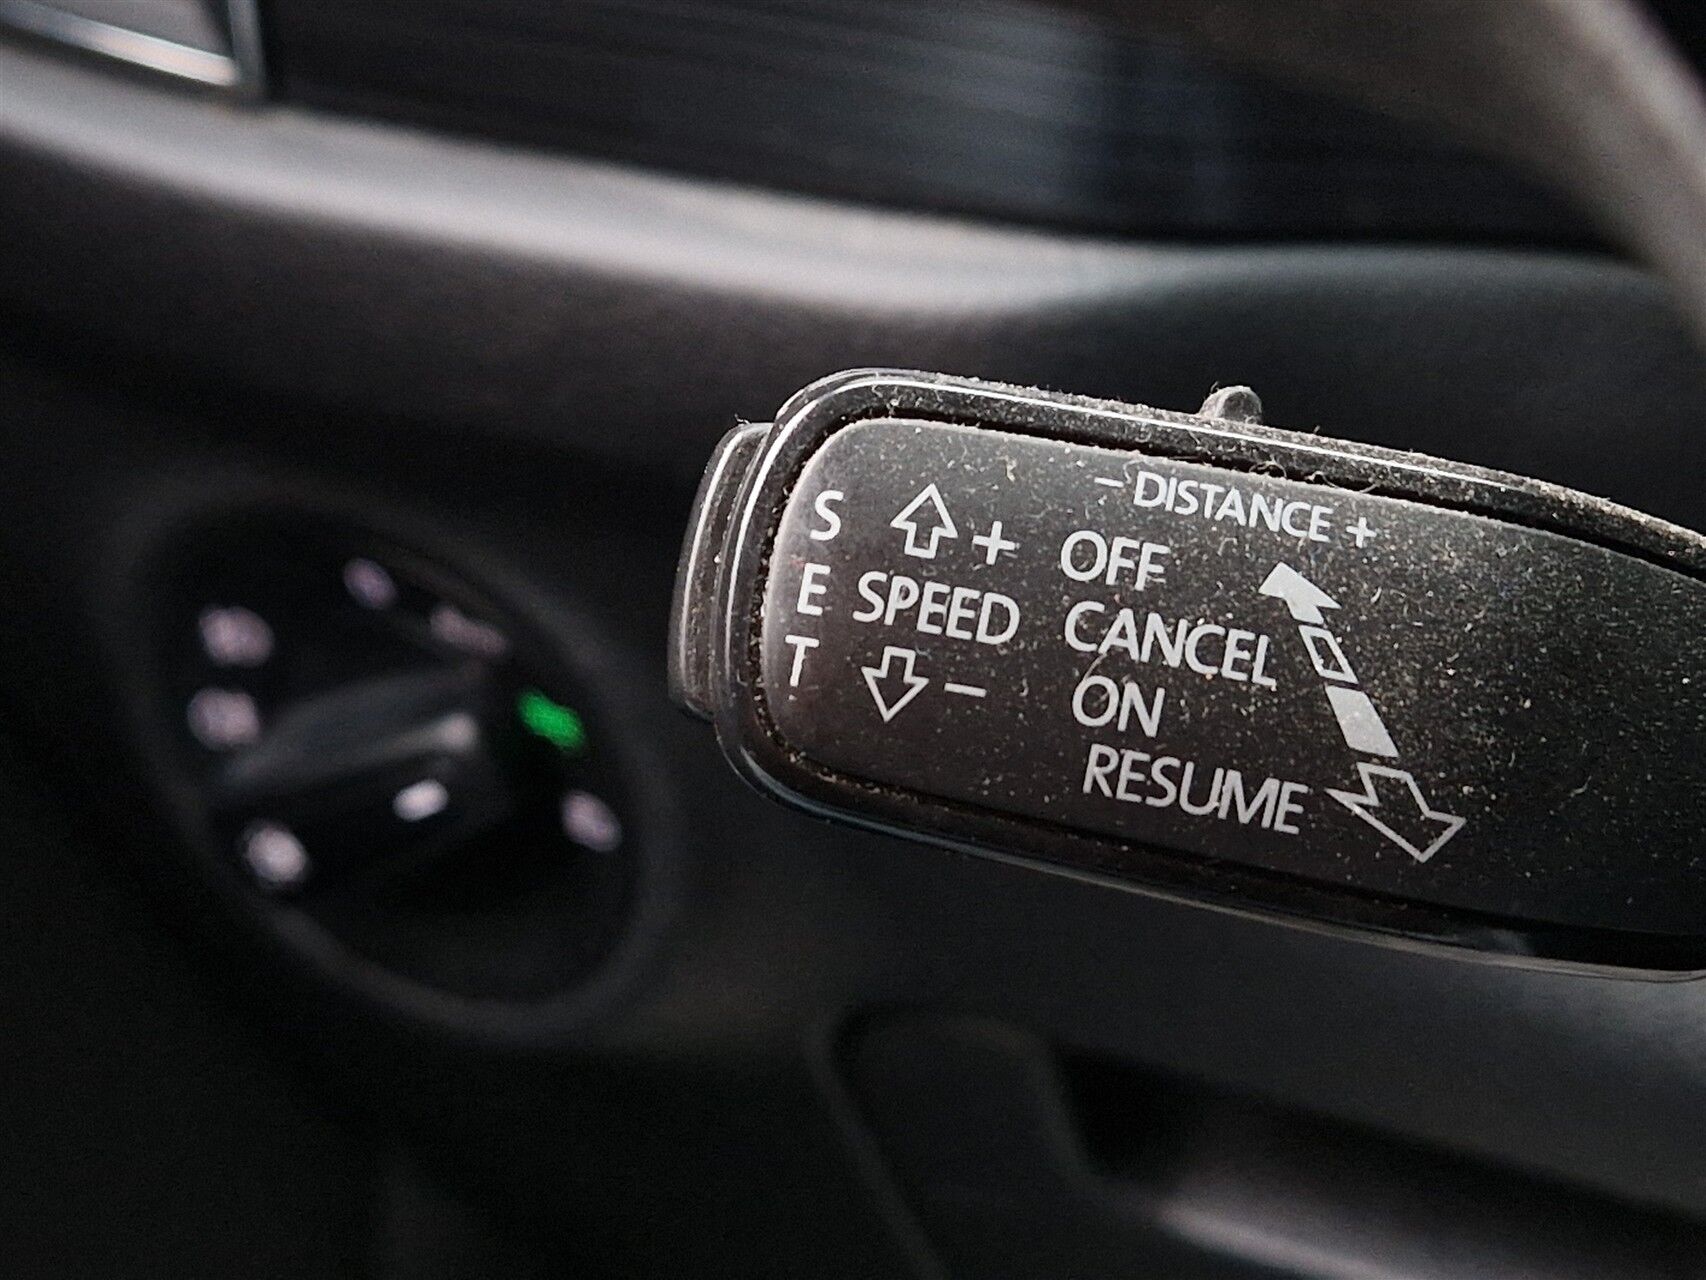 - DISTANCE +
S + OFF
E SPEED CANCEL
T - ON
RESUME